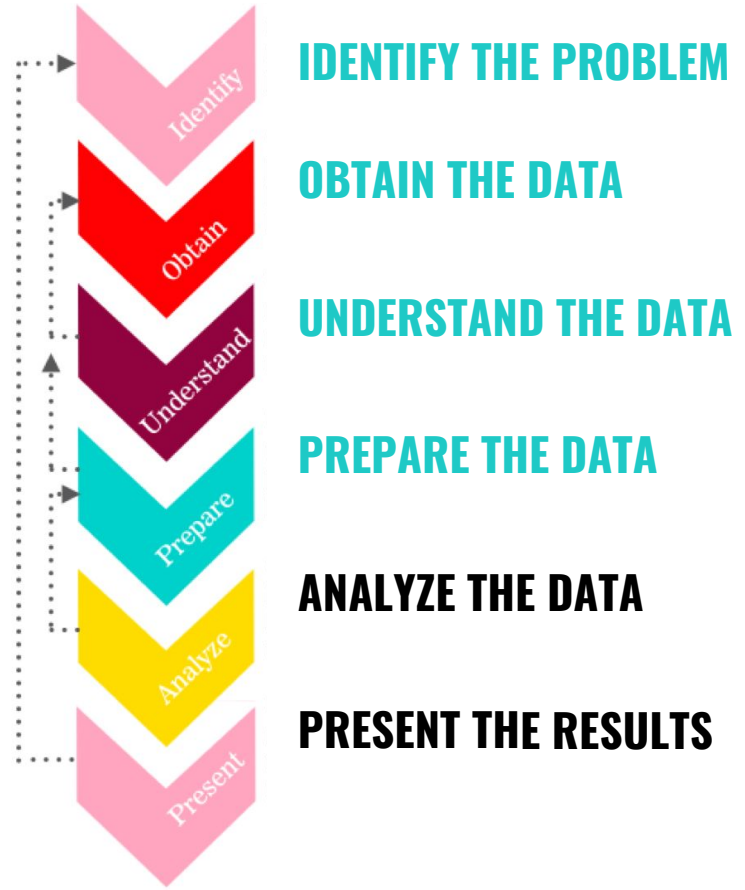 IDENTIFY THE PROBLEM
Identify
OBTAIN THE DATA
Obtain
UNDERSTAND THE DATA
Understand
PREPARE THE DATA
Prepare
ANALYZE THE DATA
Analyze
PRESENT THE RESULTS
Present